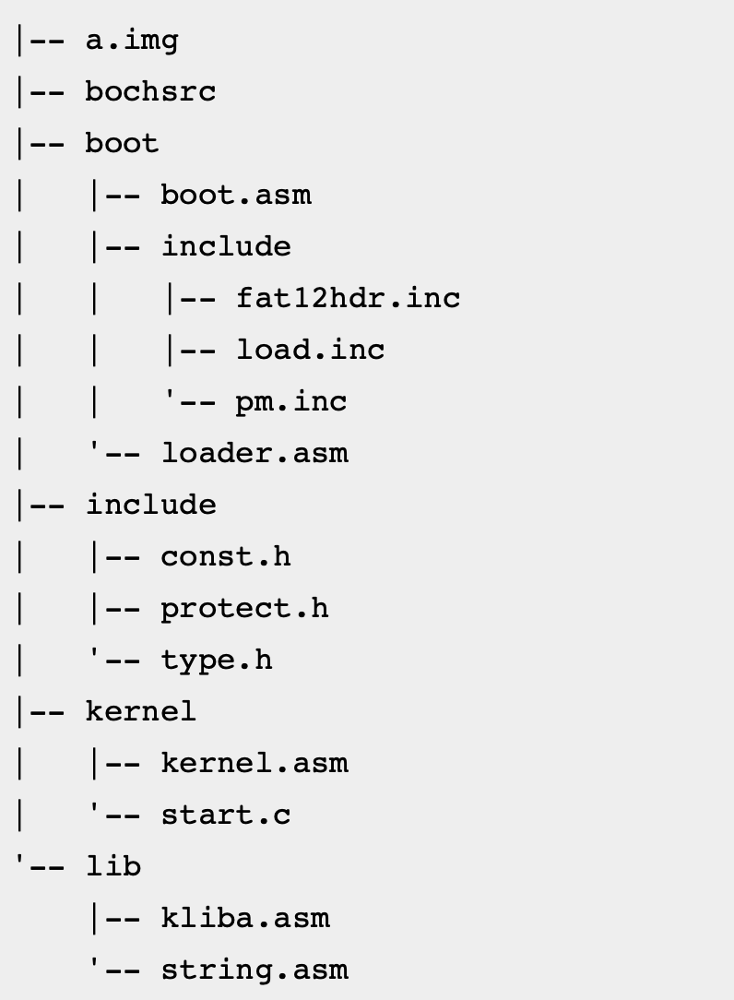 |-- a.img
|-- bochsrc
|-- boot
|   |-- boot.asm
|   |-- include
|   |   |-- fat12hdr.inc
|   |   |-- load.inc
|   |   '-- pm.inc
|   '-- loader.asm
|-- include
|   |-- const.h
|   |-- protect.h
|   '-- type.h
|-- kernel
|   |-- kernel.asm
|   '-- start.c
'-- lib
    |-- kliba.asm
    '-- string.asm